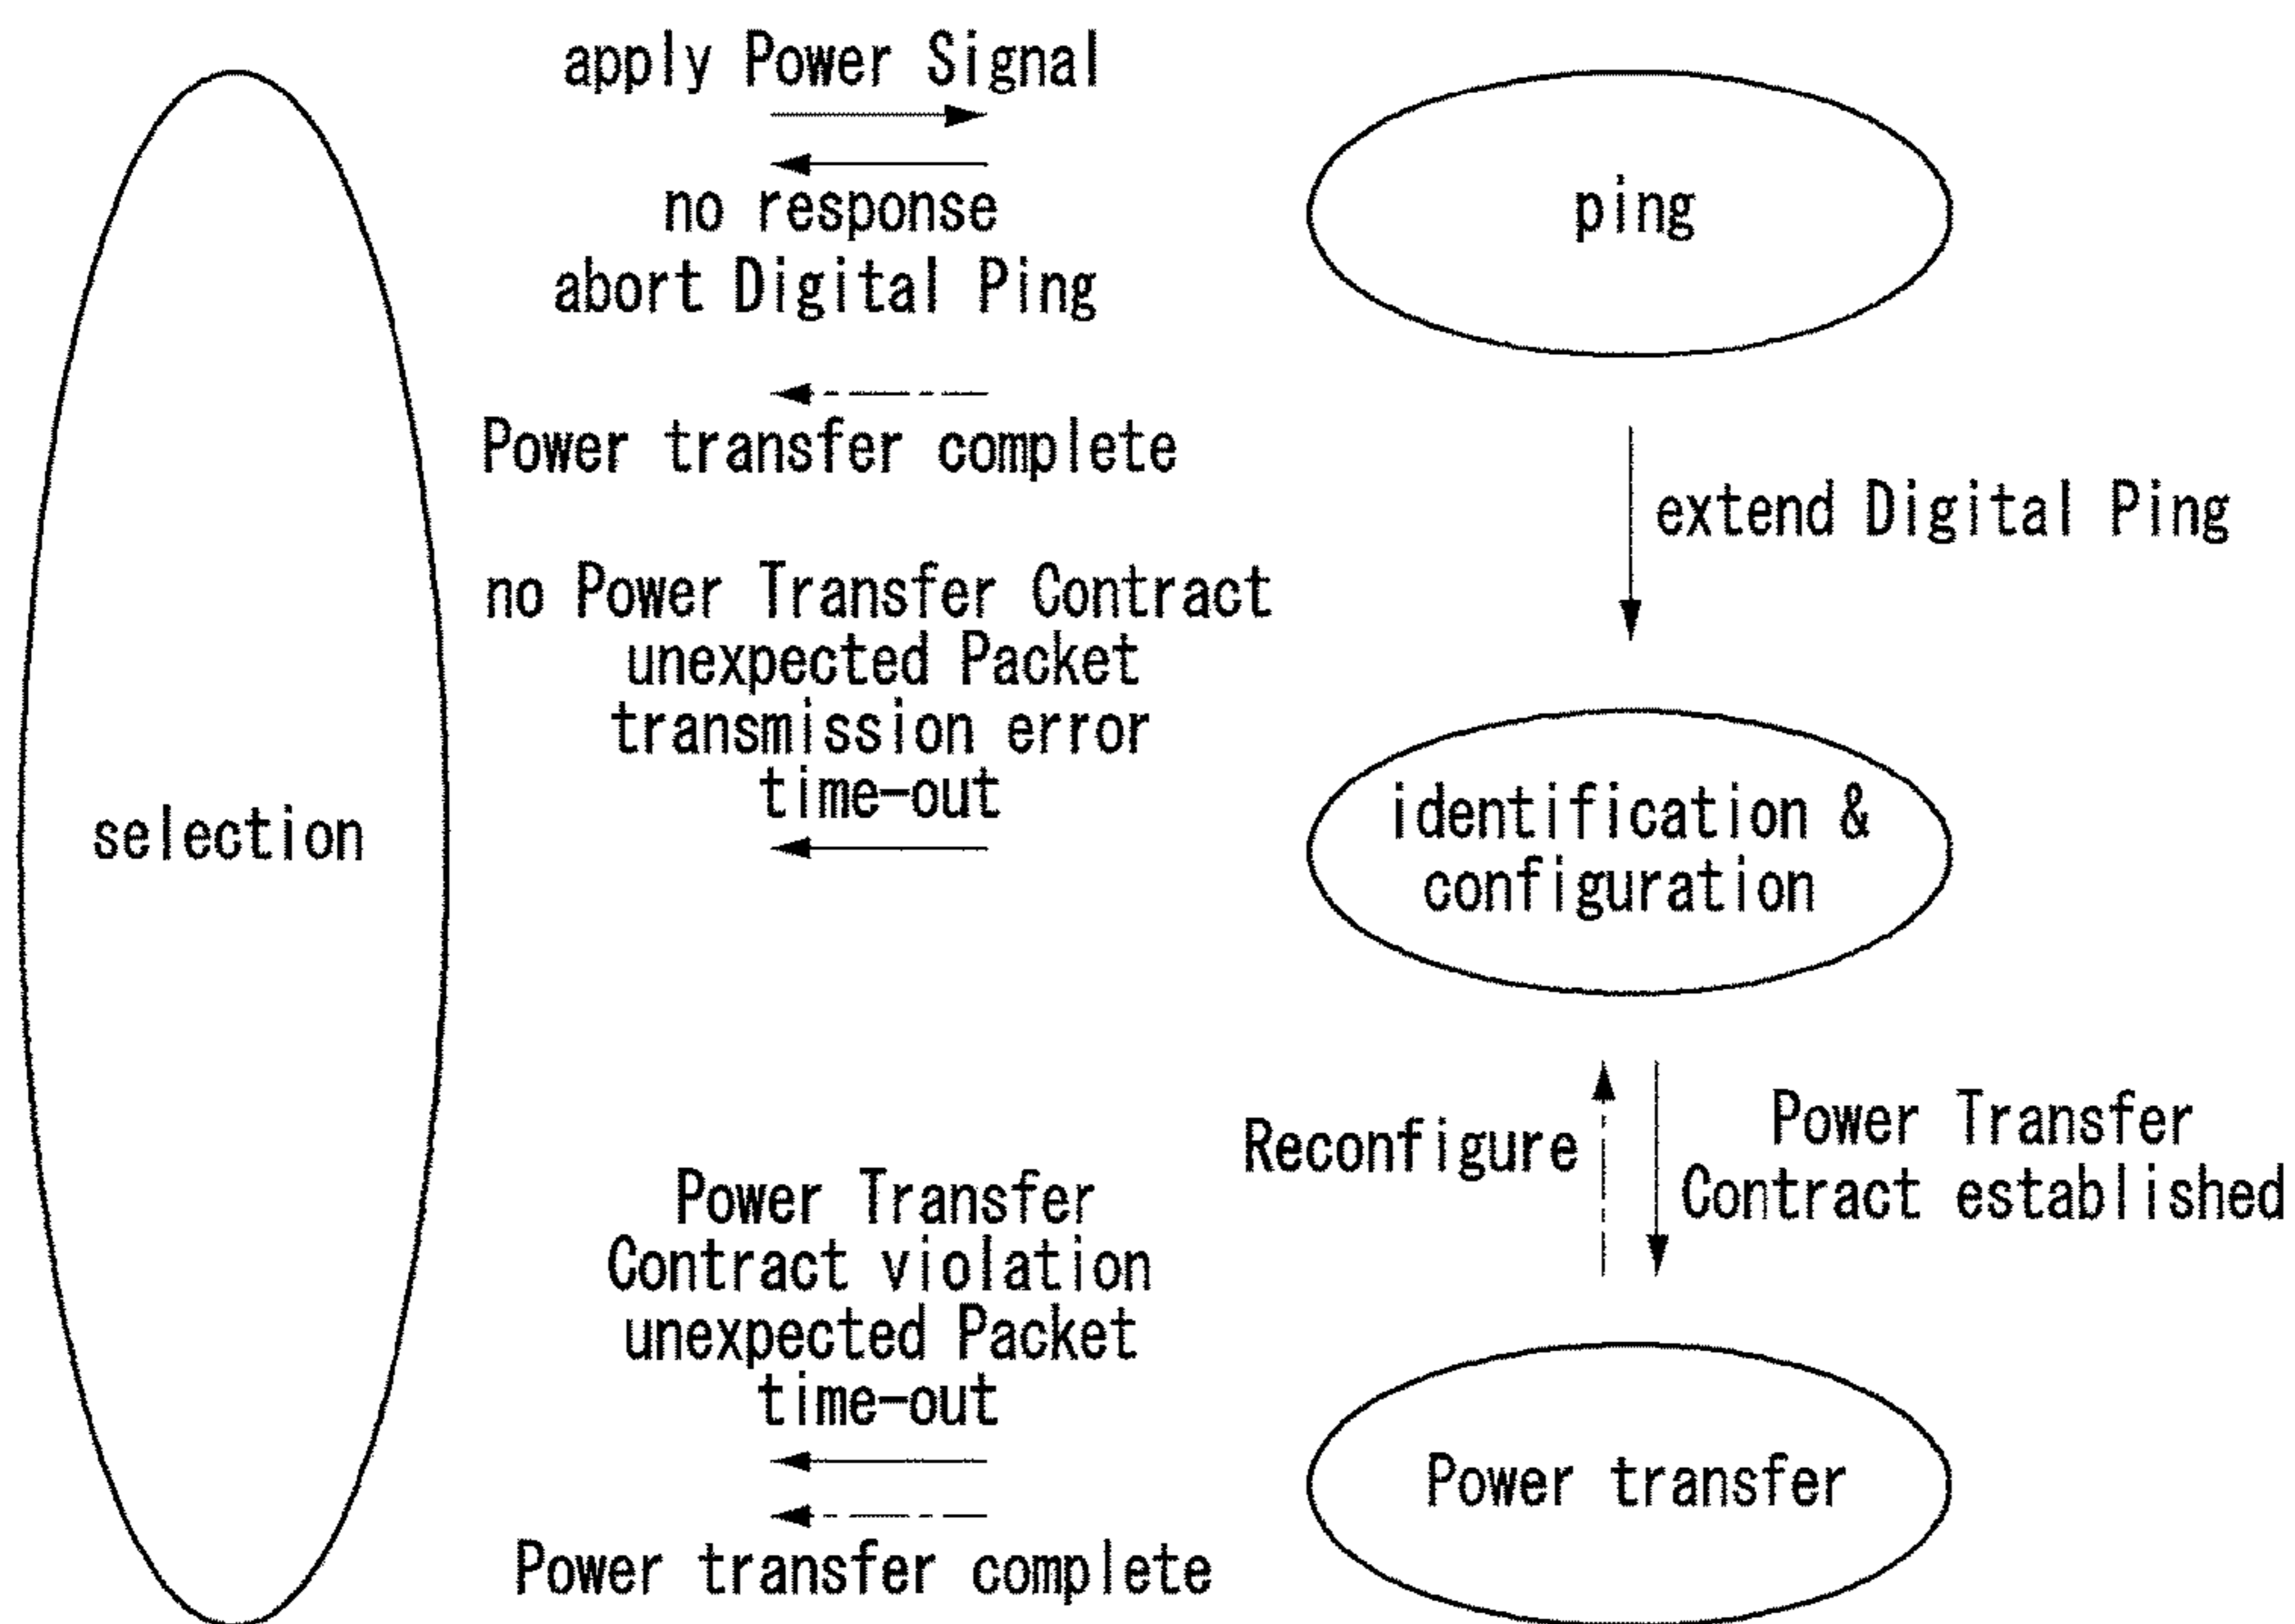 apply Power Signal
no response
abort Digital Ping
ping
Power transfer complete
extend Digital Ping
no Power Transfer Contract
unexpected Packet
transmission error
time-out
selection
identification &
configuration
Reconfigure
Power Transfer
Contract established
Power Transfer
Contract violation
unexpected Packet
time-out
Power transfer
Power transfer complete